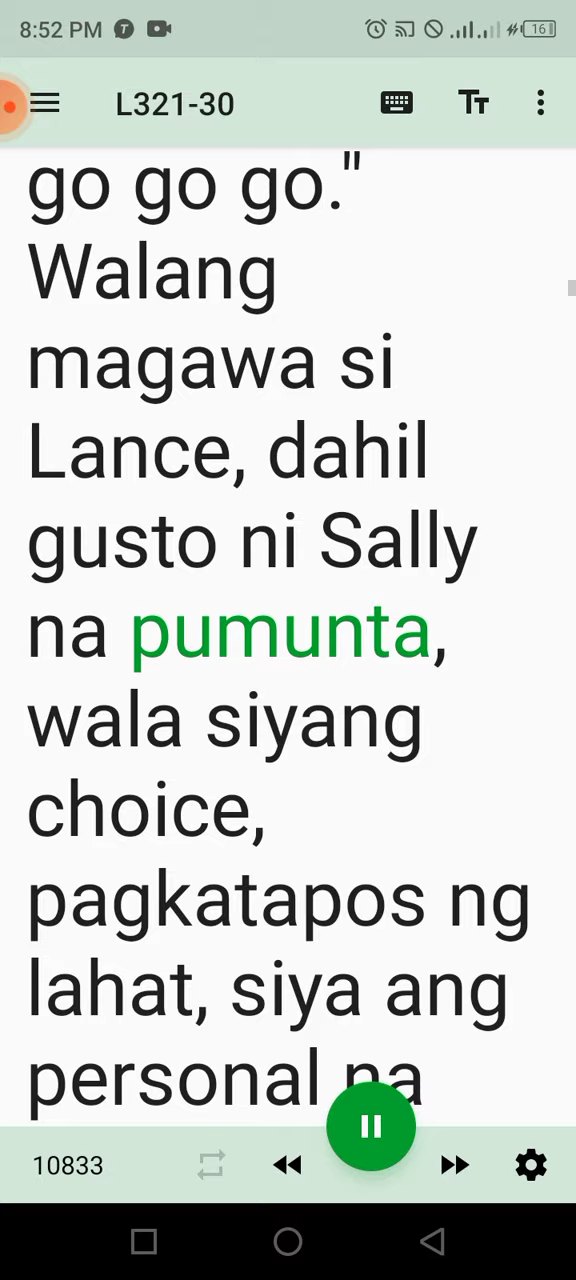 8:52 PM
16
L321-30
go go go."
Walang
magawa si
Lance, dahil
gusto ni Sally
na pumunta,
wala siyang
choice,
pagkatapos ng
lahat, siya ang
personal na
10833